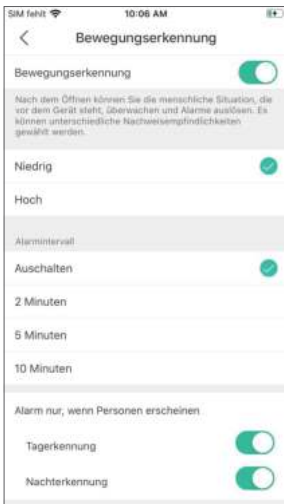 SIM fehlt 10:06 AM
Bewegungserkennung
Bewegungserkennung
Nach dem Öffnen können Sie die menschliche Situation, die
vor dem Gerät steht, überwachen und Alarme auslösen. Es
können unterschiedliche Nachweisempfindlichkeiten
gewählt werden.
Niedrig
Hoch
Alarmintervall
Auschalten
2 Minuten
5 Minuten
10 Minuten
Alarm nur, wenn Personen erscheinen
Tagerkennung
Nachterkennung